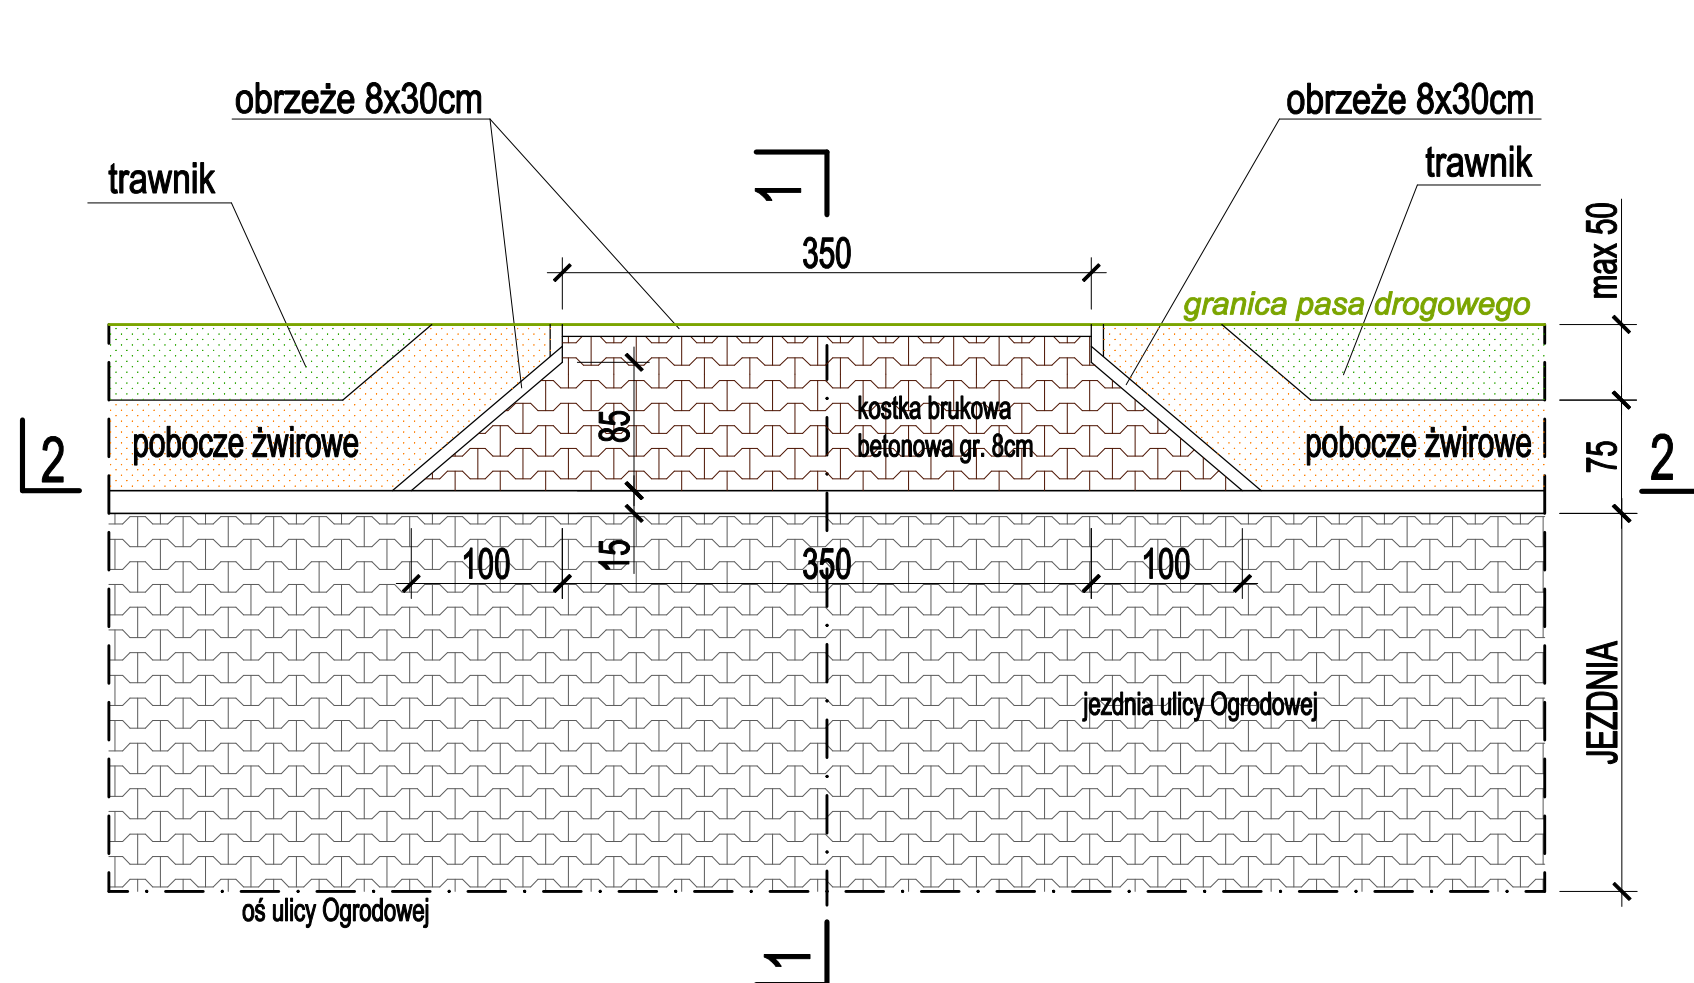 obrzeże 8x30cm
obrzeże 8x30cm
trawnik
trawnik
1
350
max 50
granica pasa drogowego
kostka brukowa
betonowa gr. 8cm
85
pobocze żwirowe
pobocze żwirowe
75
2
2
15
100
350
100
jezdnia ulicy Ogrodowej
JEZDNIA
oś ulicy Ogrodowej
1